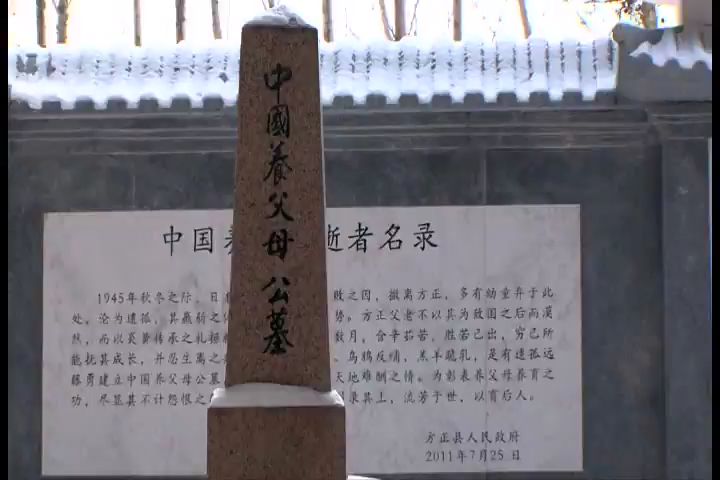 中國養父母公墓
中国养 逝者名录
1945年秋冬之际，日 败之因，撤离方正，多有幼童弃于此
处，沦为遗孤，其 势。方正父老不以其为敌国之后而漠
然，而以炎黄传承之礼 数月，含辛茹苦，胜若己出，穷己所
能抚其成长，并忍生离之 。乌鸦反哺，羔羊跪乳，是有遗孤远
藤勇建立中国养父母公墓 天地难酬之情。为彰表养父母养育之
功，尽显其不计怨恨之 录其上，流芳于世，以育后人。
方正县人民政府
2011年7月25日